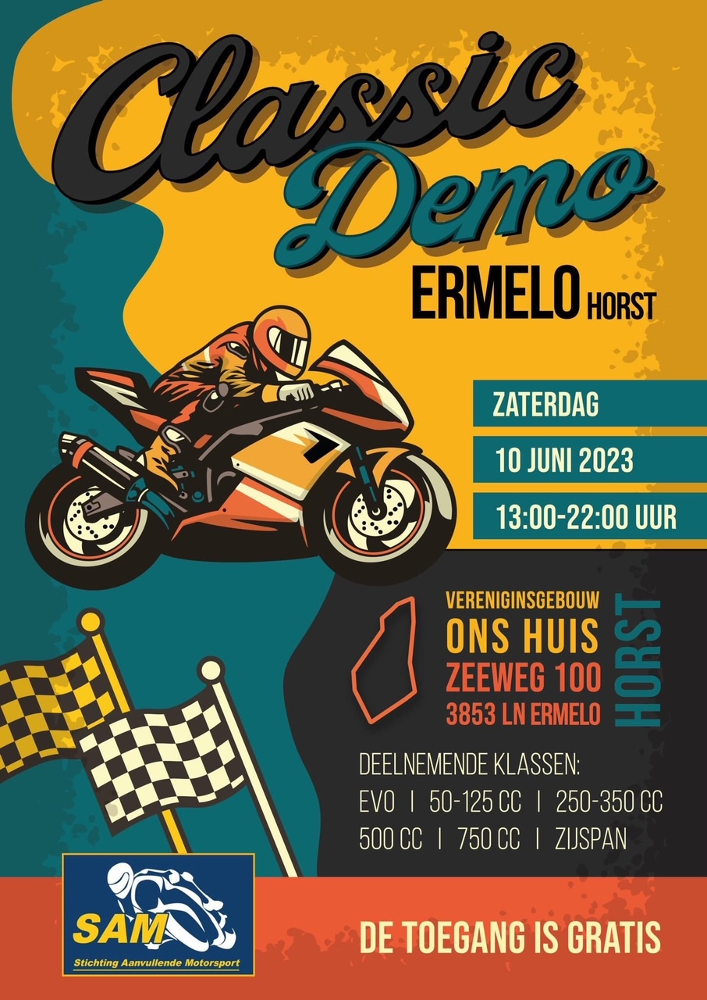 Classic
Demo
ERMELO HORST
ZATERDAG
10 JUNI 2023
13:00-22:00 UUR
VERENIGINSGEBOUW
ONS HUIS
ZEEWEG 100
3853 LN ERMELO
HORST
DEELNEMENDE KLASSEN:
EVO | 50-125 CC | 250-350 CC
500 CC | 750 CC | ZIJSPAN
SAM
Stichting Aanvullende Motorsport
DE TOEGANG IS GRATIS